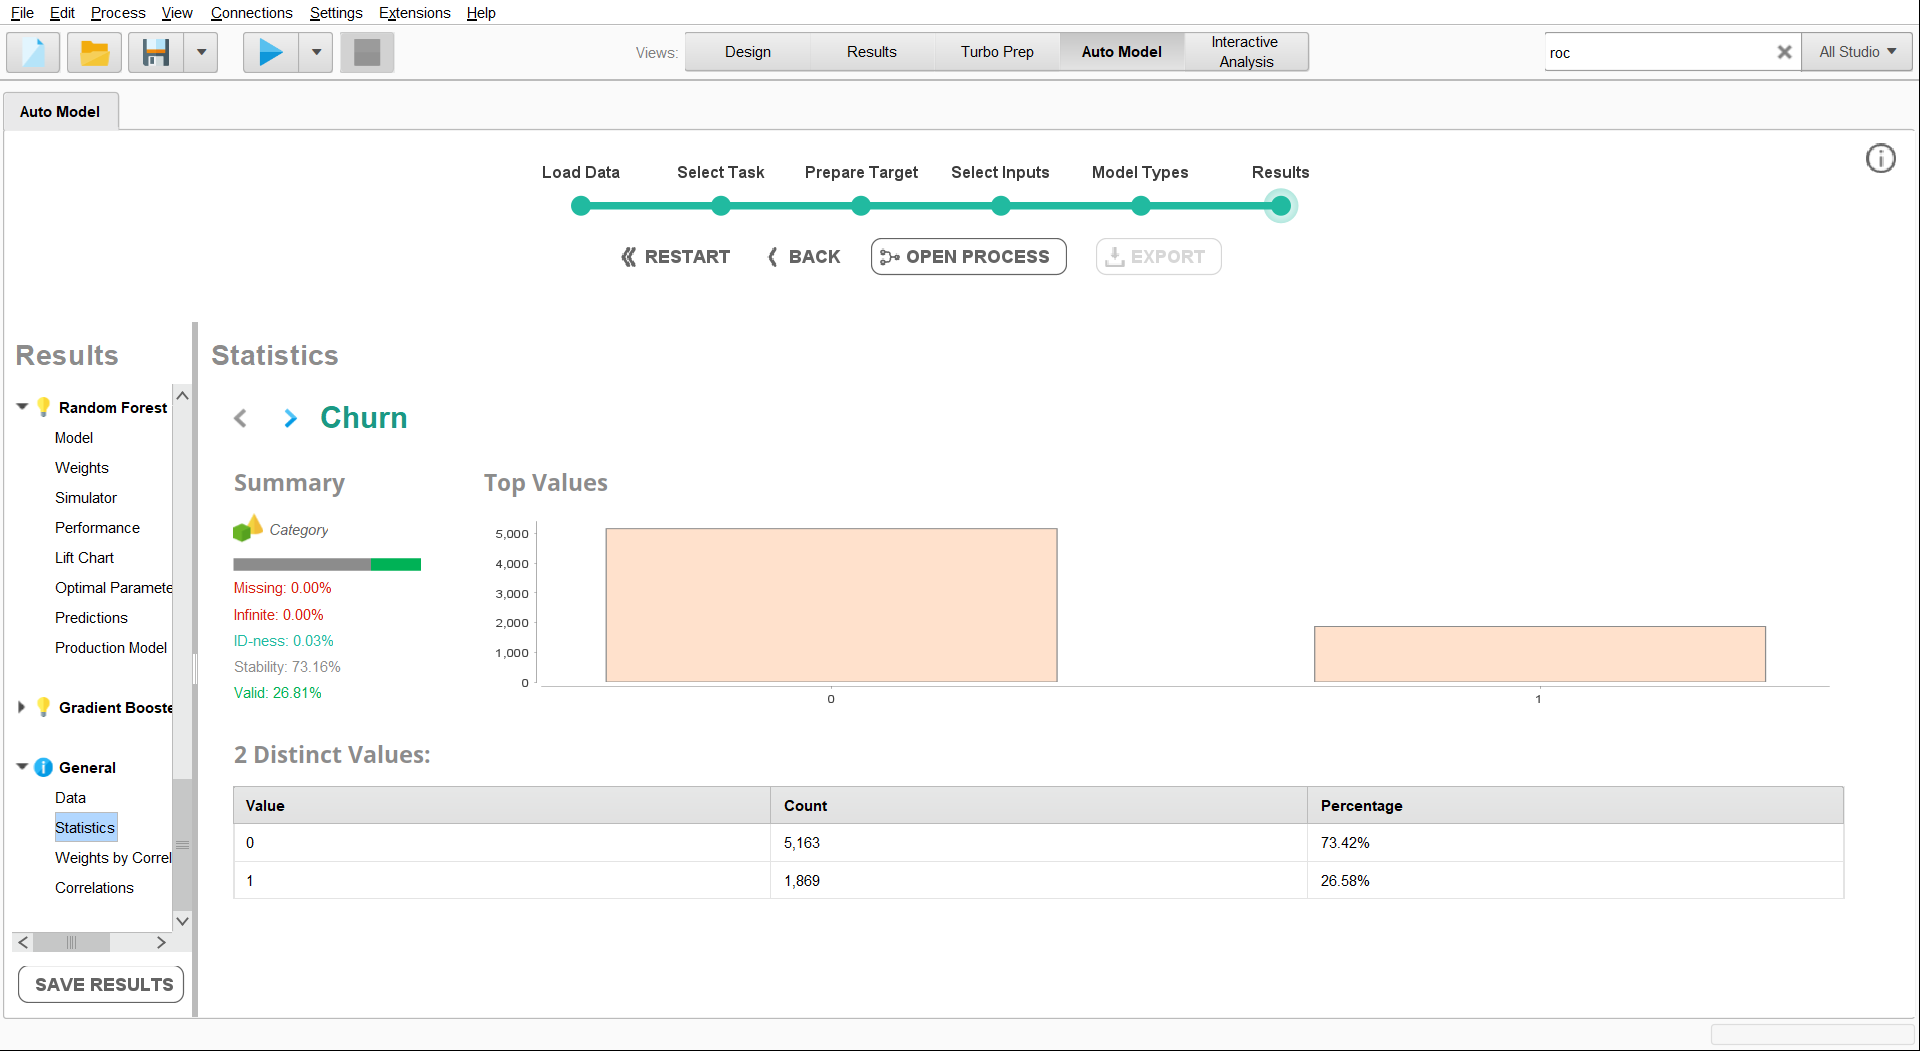 File Edit Process View Connections Settings Extensions Help
Views: Design Results Turbo Prep Auto Model Interactive Analysis
roc All Studio
Auto Model
Load Data Select Task Prepare Target Select Inputs Model Types Results
RESTART BACK OPEN PROCESS EXPORT
Results
Random Forest
Model
Weights
Simulator
Performance
Lift Chart
Optimal Paramete
Predictions
Production Model
Gradient Booste
General
Data
Statistics
Weights by Correl
Correlations
SAVE RESULTS
Statistics
Churn
Summary
Category
Missing: 0.00%
Infinite: 0.00%
ID-ness: 0.03%
Stability: 73.16%
Valid: 26.81%
Top Values
5,000
4,000
3,000
2,000
1,000
0
0 1
2 Distinct Values:
Value Count Percentage
0 5,163 73.42%
1 1,869 26.58%